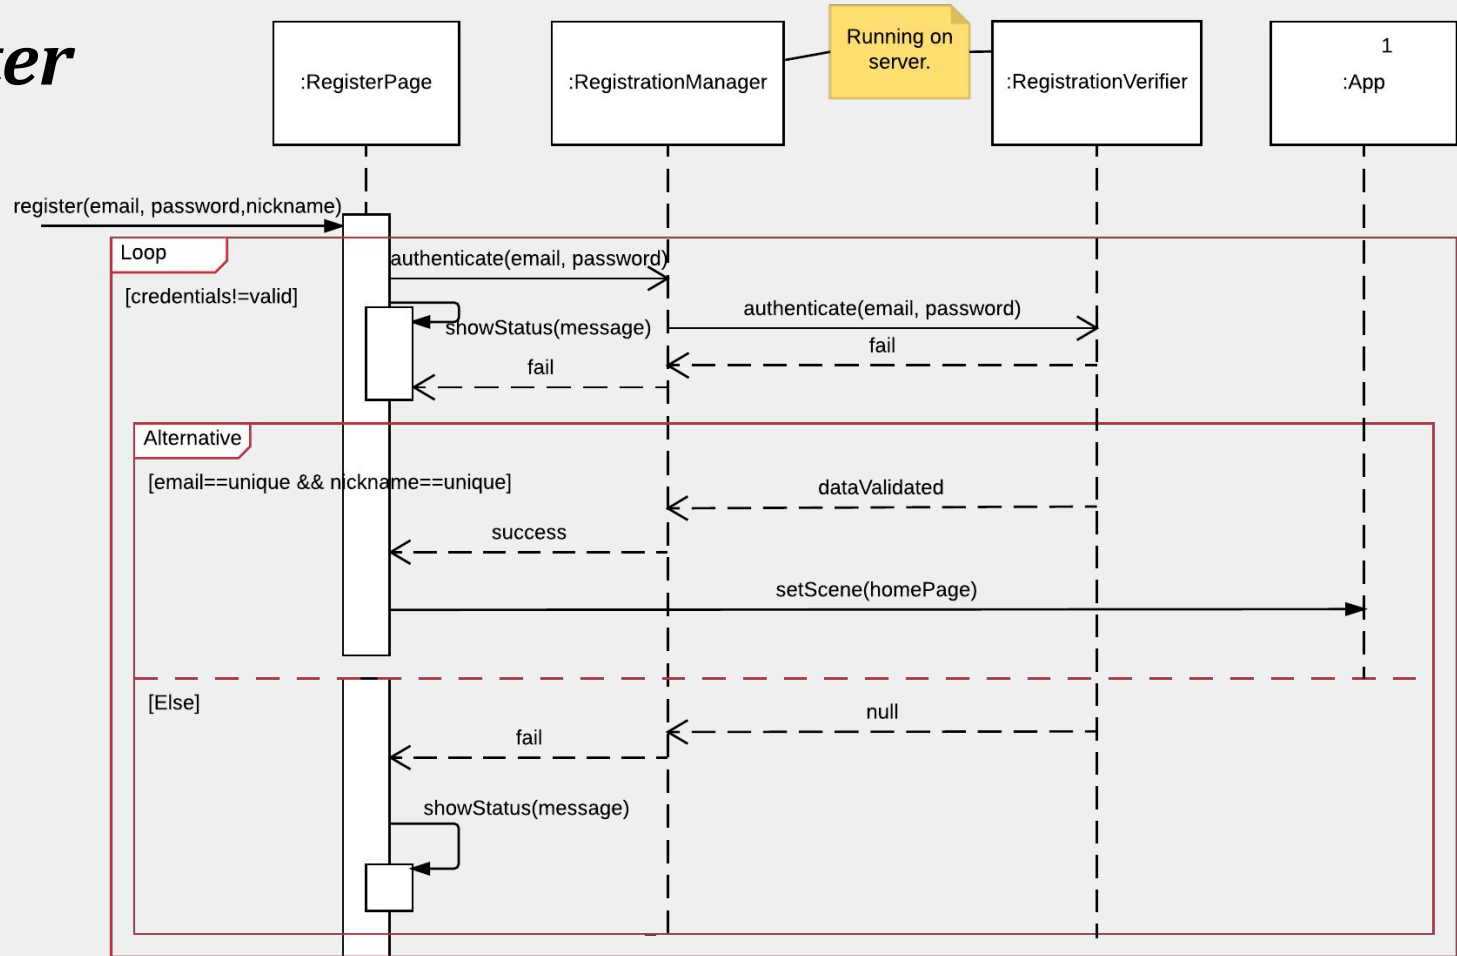 ter
:RegisterPage
:RegistrationManager
Running on
server.
:RegistrationVerifier
1
:App
register(email, password,nickname)
Loop
authenticate(email, password)
[credentials!=valid]
authenticate(email, password)
showStatus(message)
fail
fail
Alternative
[email==unique && nickname==unique]
dataValidated
success
setScene(homePage)
[Else]
null
fail
showStatus(message)